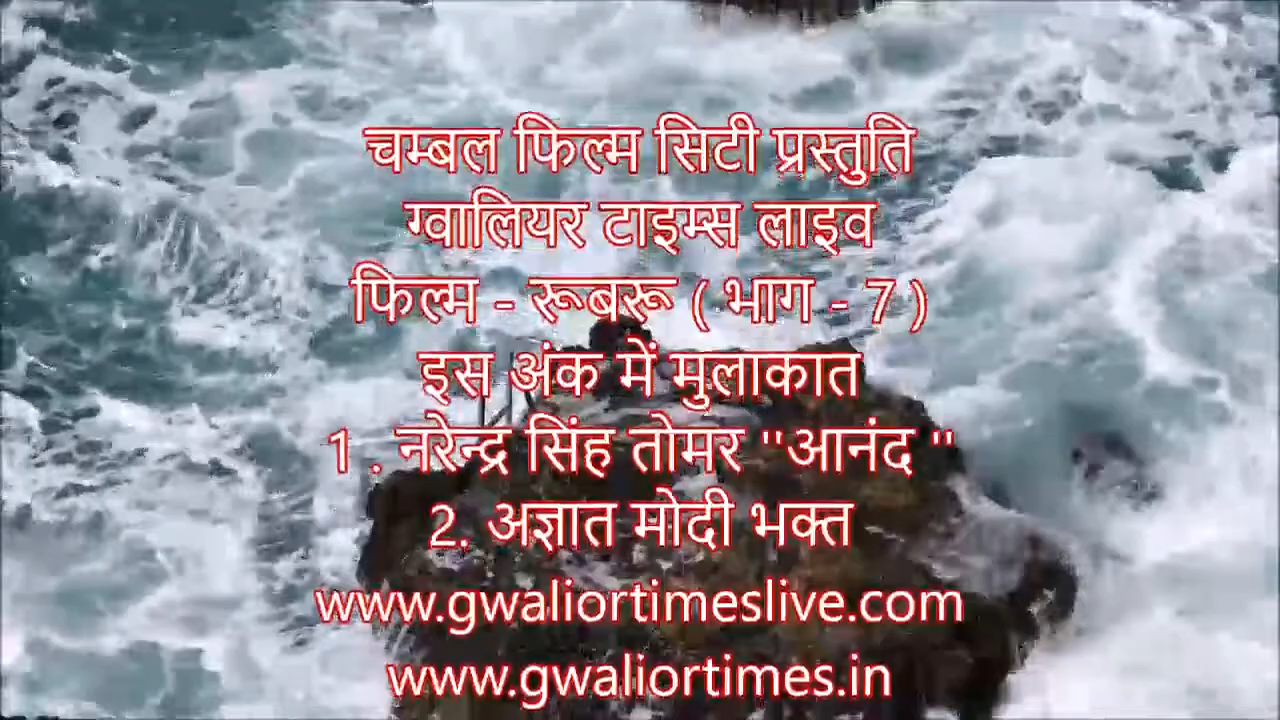 चम्बल फिल्म सिटी प्रस्तुति
ग्वालियर टाइम्स लाइव
फिल्म - रूबरू ( भाग - 7 )
इस अंक में मुलाकात
1 . नरेन्द्र सिंह तोमर "आनंद "
2. अज्ञात मोदी भक्त
www.gwaliortimeslive.com
www.gwaliortimes.in